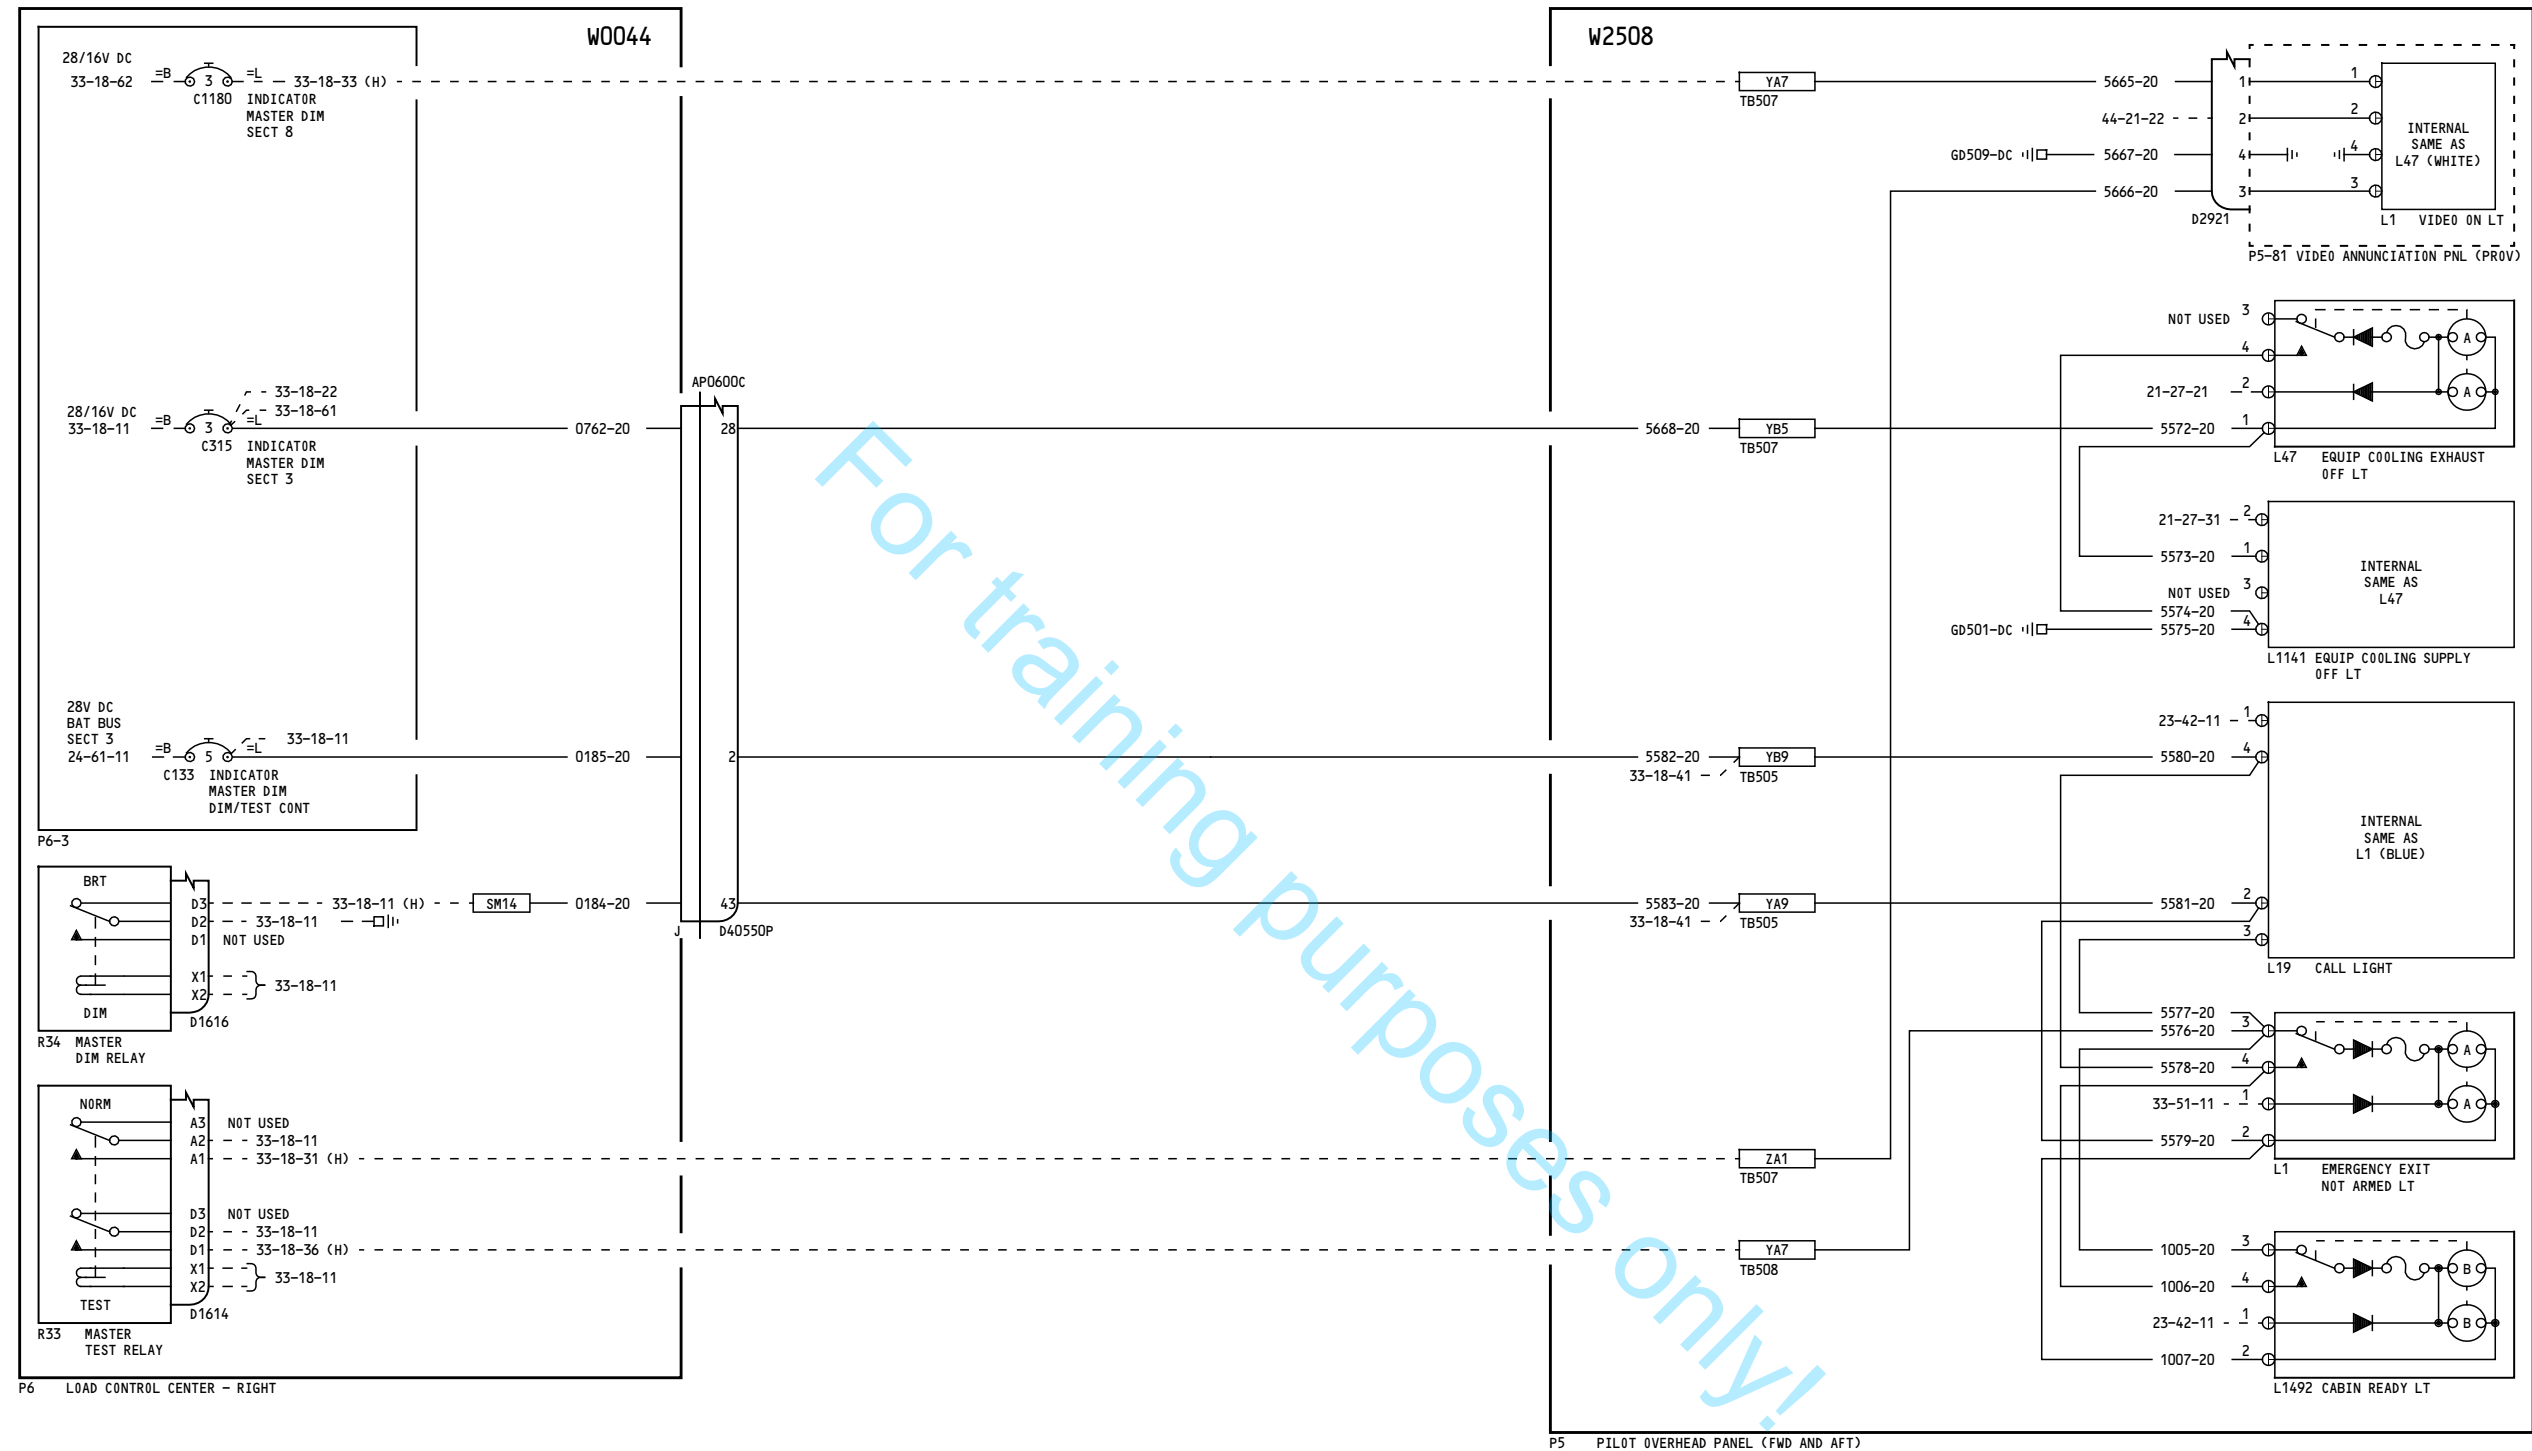 W0044
28/16V DC
33-18-62
=B
3
=L
33-18-33 (H)
C1180
INDICATOR
MASTER DIM
SECT 8
33-18-22
33-18-61
28/16V DC
33-18-11
=B
3
=L
C315
INDICATOR
MASTER DIM
SECT 3
0762-20
28V DC
BAT BUS
SECT 3
24-61-11
=B
5
=L
33-18-11
C133
INDICATOR
MASTER DIM
DIM/TEST CONT
0185-20
P6-3
BRT
D3
33-18-11 (H)
SM14
0184-20
D2
33-18-11
D1
NOT USED
X1
X2
33-18-11
DIM
D1616
R34 MASTER
DIM RELAY
NORM
A3
NOT USED
A2
33-18-11
A1
33-18-31 (H)
D3
NOT USED
D2
33-18-11
D1
33-18-36 (H)
X1
X2
33-18-11
TEST
D1614
R33 MASTER
TEST RELAY
P6 LOAD CONTROL CENTER - RIGHT
AP0600C
28
2
43
J
D40550P
For training purposes only!
W2508
YA7
TB507
5665-20
1
1
44-21-22
2
2
GD509-DC
5667-20
4
4
5666-20
3
3
D2921
INTERNAL
SAME AS
L47 (WHITE)
L1 VIDEO ON LT
P5-81 VIDEO ANNUNCIATION PNL (PROV)
NOT USED
3
A
4
21-27-21
2
A
5668-20
YB5
TB507
5572-20
1
L47 EQUIP COOLING EXHAUST
OFF LT
21-27-31
2
5573-20
1
NOT USED
3
5574-20
GD501-DC
5575-20
4
INTERNAL
SAME AS
L47
L1141 EQUIP COOLING SUPPLY
OFF LT
23-42-11
1
5582-20
33-18-41
YB9
TB505
5580-20
4
INTERNAL
SAME AS
L1 (BLUE)
5583-20
33-18-41
YA9
TB505
5581-20
2
3
L19 CALL LIGHT
5577-20
5576-20
3
A
5578-20
4
33-51-11
1
A
5579-20
2
L1 EMERGENCY EXIT
NOT ARMED LT
ZA1
TB507
YA7
TB508
1005-20
3
B
1006-20
4
23-42-11
1
B
1007-20
2
L1492 CABIN READY LT
P5 PILOT OVERHEAD PANEL (FWD AND AFT)